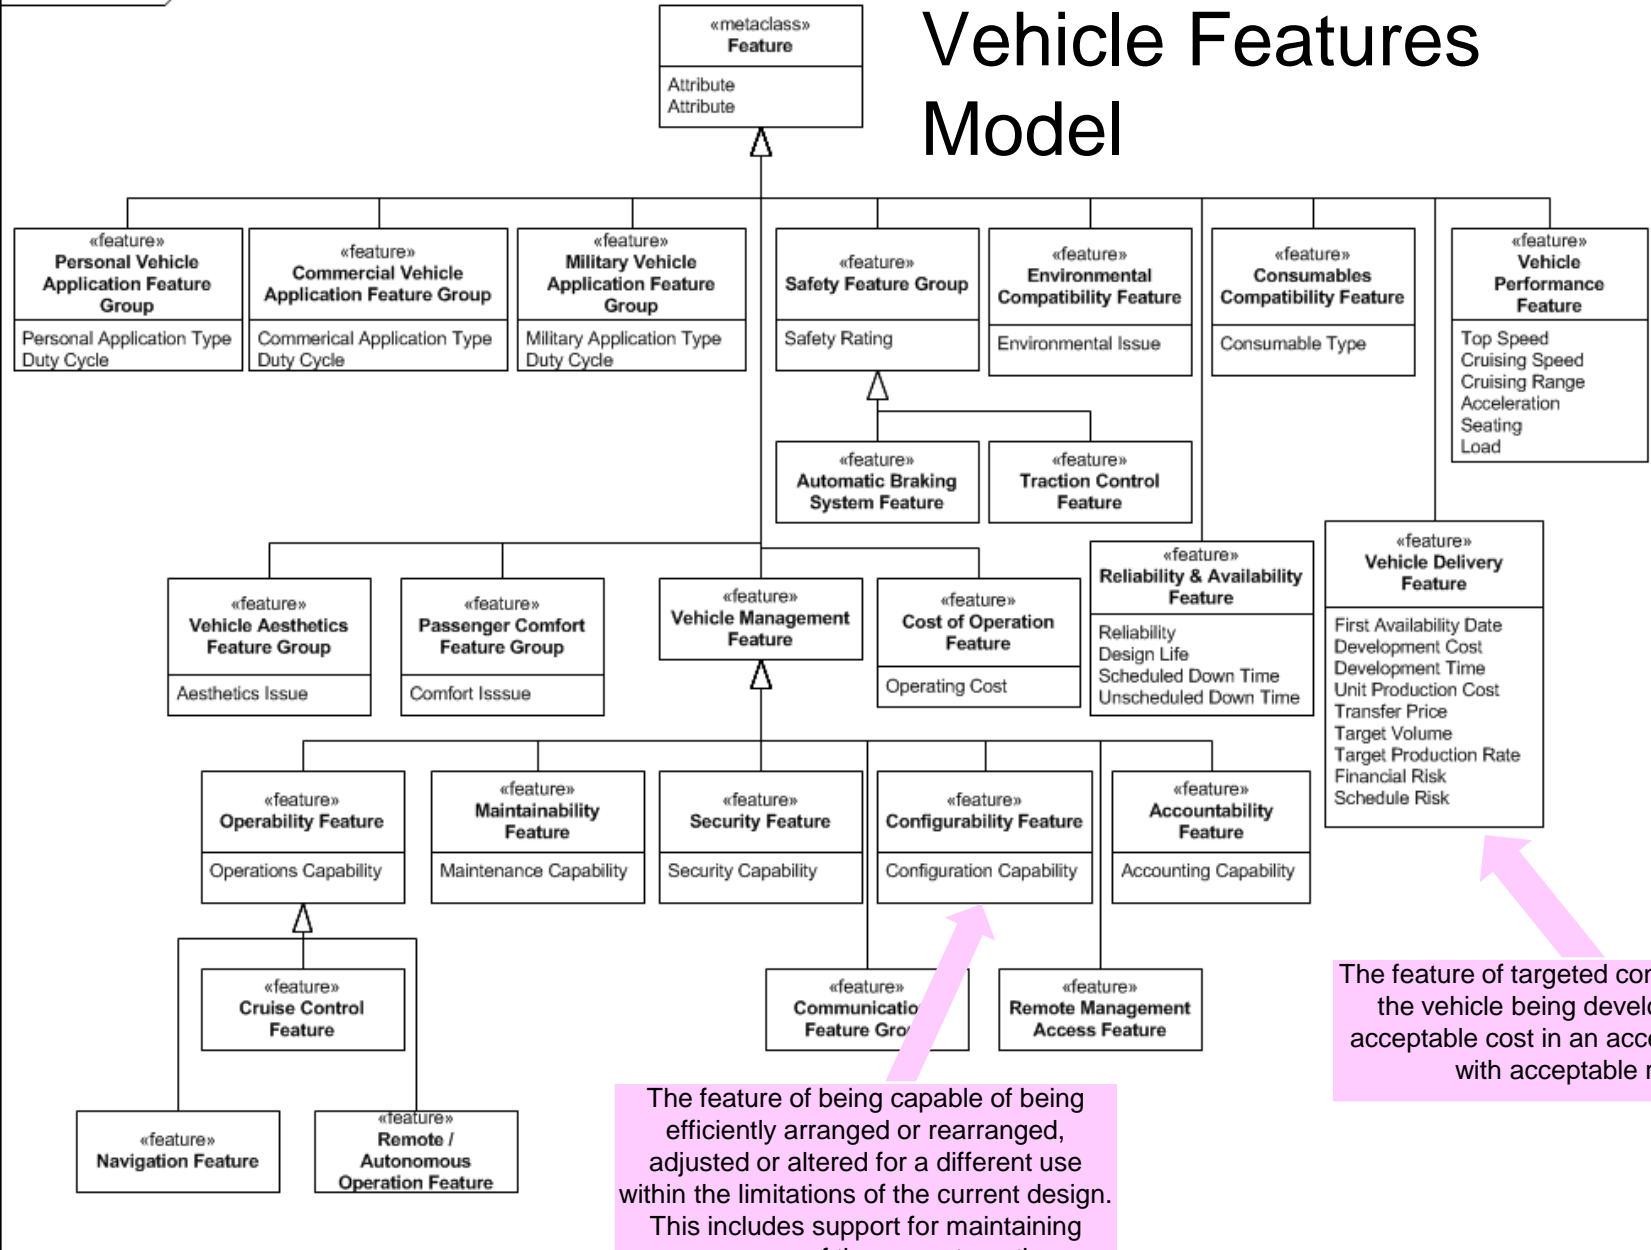 Vehicle Features
Model
«metaclass»
Feature
Attribute
Attribute
«feature»
Personal Vehicle
Application Feature
Group
Personal Application Type
Duty Cycle
«feature»
Commercial Vehicle
Application Feature Group
Commerical Application Type
Duty Cycle
«feature»
Military Vehicle
Application Feature
Group
Military Application Type
Duty Cycle
«feature»
Safety Feature Group
Safety Rating
«feature»
Environmental
Compatibility Feature
Environmental Issue
«feature»
Consumables
Compatibility Feature
Consumable Type
«feature»
Vehicle
Performance
Feature
Top Speed
Cruising Speed
Cruising Range
Acceleration
Seating
Load
«feature»
Automatic Braking
System Feature
«feature»
Traction Control
Feature
«feature»
Vehicle Aesthetics
Feature Group
Aesthetics Issue
«feature»
Passenger Comfort
Feature Group
Comfort Isssue
«feature»
Vehicle Management
Feature
«feature»
Cost of Operation
Feature
Operating Cost
«feature»
Reliability & Availability
Feature
Reliability
Design Life
Scheduled Down Time
Unscheduled Down Time
«feature»
Vehicle Delivery
Feature
First Availability Date
Development Cost
Development Time
Unit Production Cost
Transfer Price
Target Volume
Target Production Rate
Financial Risk
Schedule Risk
«feature»
Operability Feature
Operations Capability
«feature»
Maintainability
Feature
Maintenance Capability
«feature»
Security Feature
Security Capability
«feature»
Configurability Feature
Configuration Capability
«feature»
Accountability
Feature
Accounting Capability
«feature»
Cruise Control
Feature
«feature»
Feature
«feature»
Remote Management
Access Feature
«feature»
Navigation Feature
«feature»
Remote /
Autonomous
Operation Feature
The feature of being capable of being
efficiently arranged or rearranged,
adjusted or altered for a different use
within the limitations of the current design.
This includes support for maintaining
The feature of targeted
the vehicle being
acceptable cost in an
with acceptable